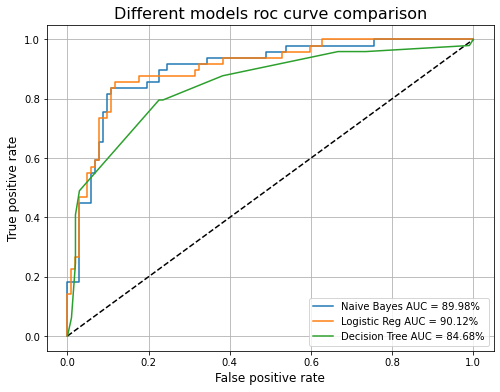 Different models roc curve comparison
True positive rate
1.0
0.8
0.6
0.4
0.2
0.0
0.0 0.2 0.4 0.6 0.8 1.0
False positive rate
Naive Bayes AUC = 89.98%
Logistic Reg AUC = 90.12%
Decision Tree AUC = 84.68%